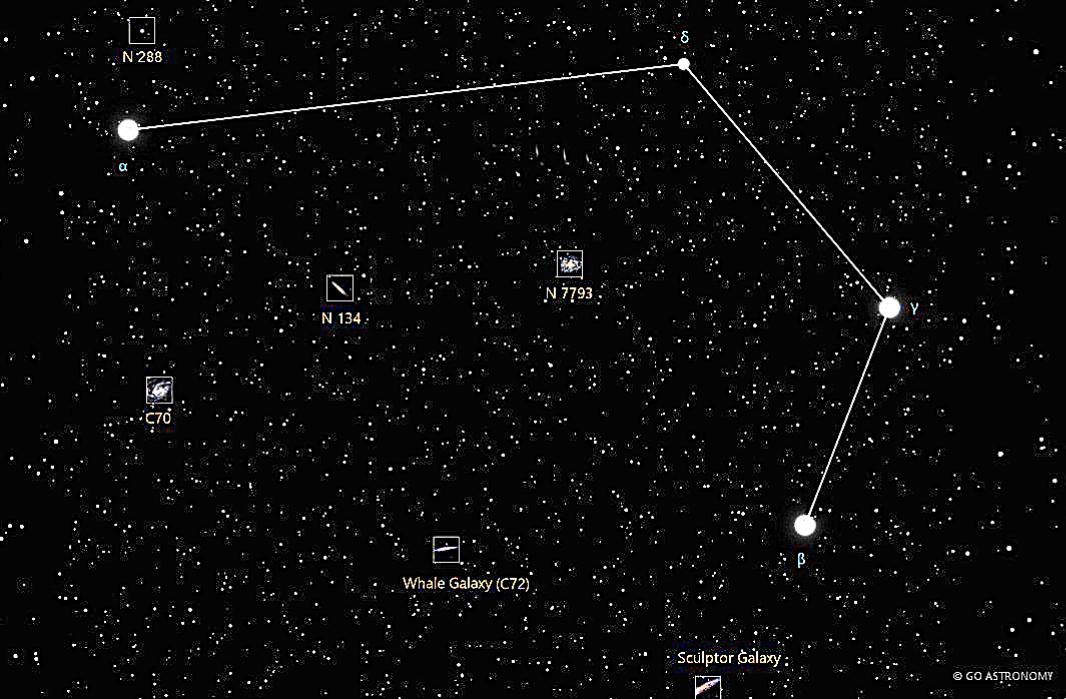 δ
N 288
α
N 7793
γ
N 134
C70
β
Whale Galaxy (C72)
Sculptor Galaxy
© GO ASTRONOMY